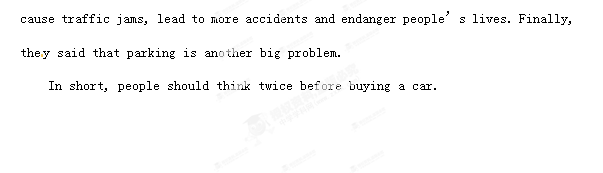 cause traffic jams, lead to more accidents and endanger people's lives. Finally,
they said that parking is another big problem.
In short, people should think twice before buying a car.